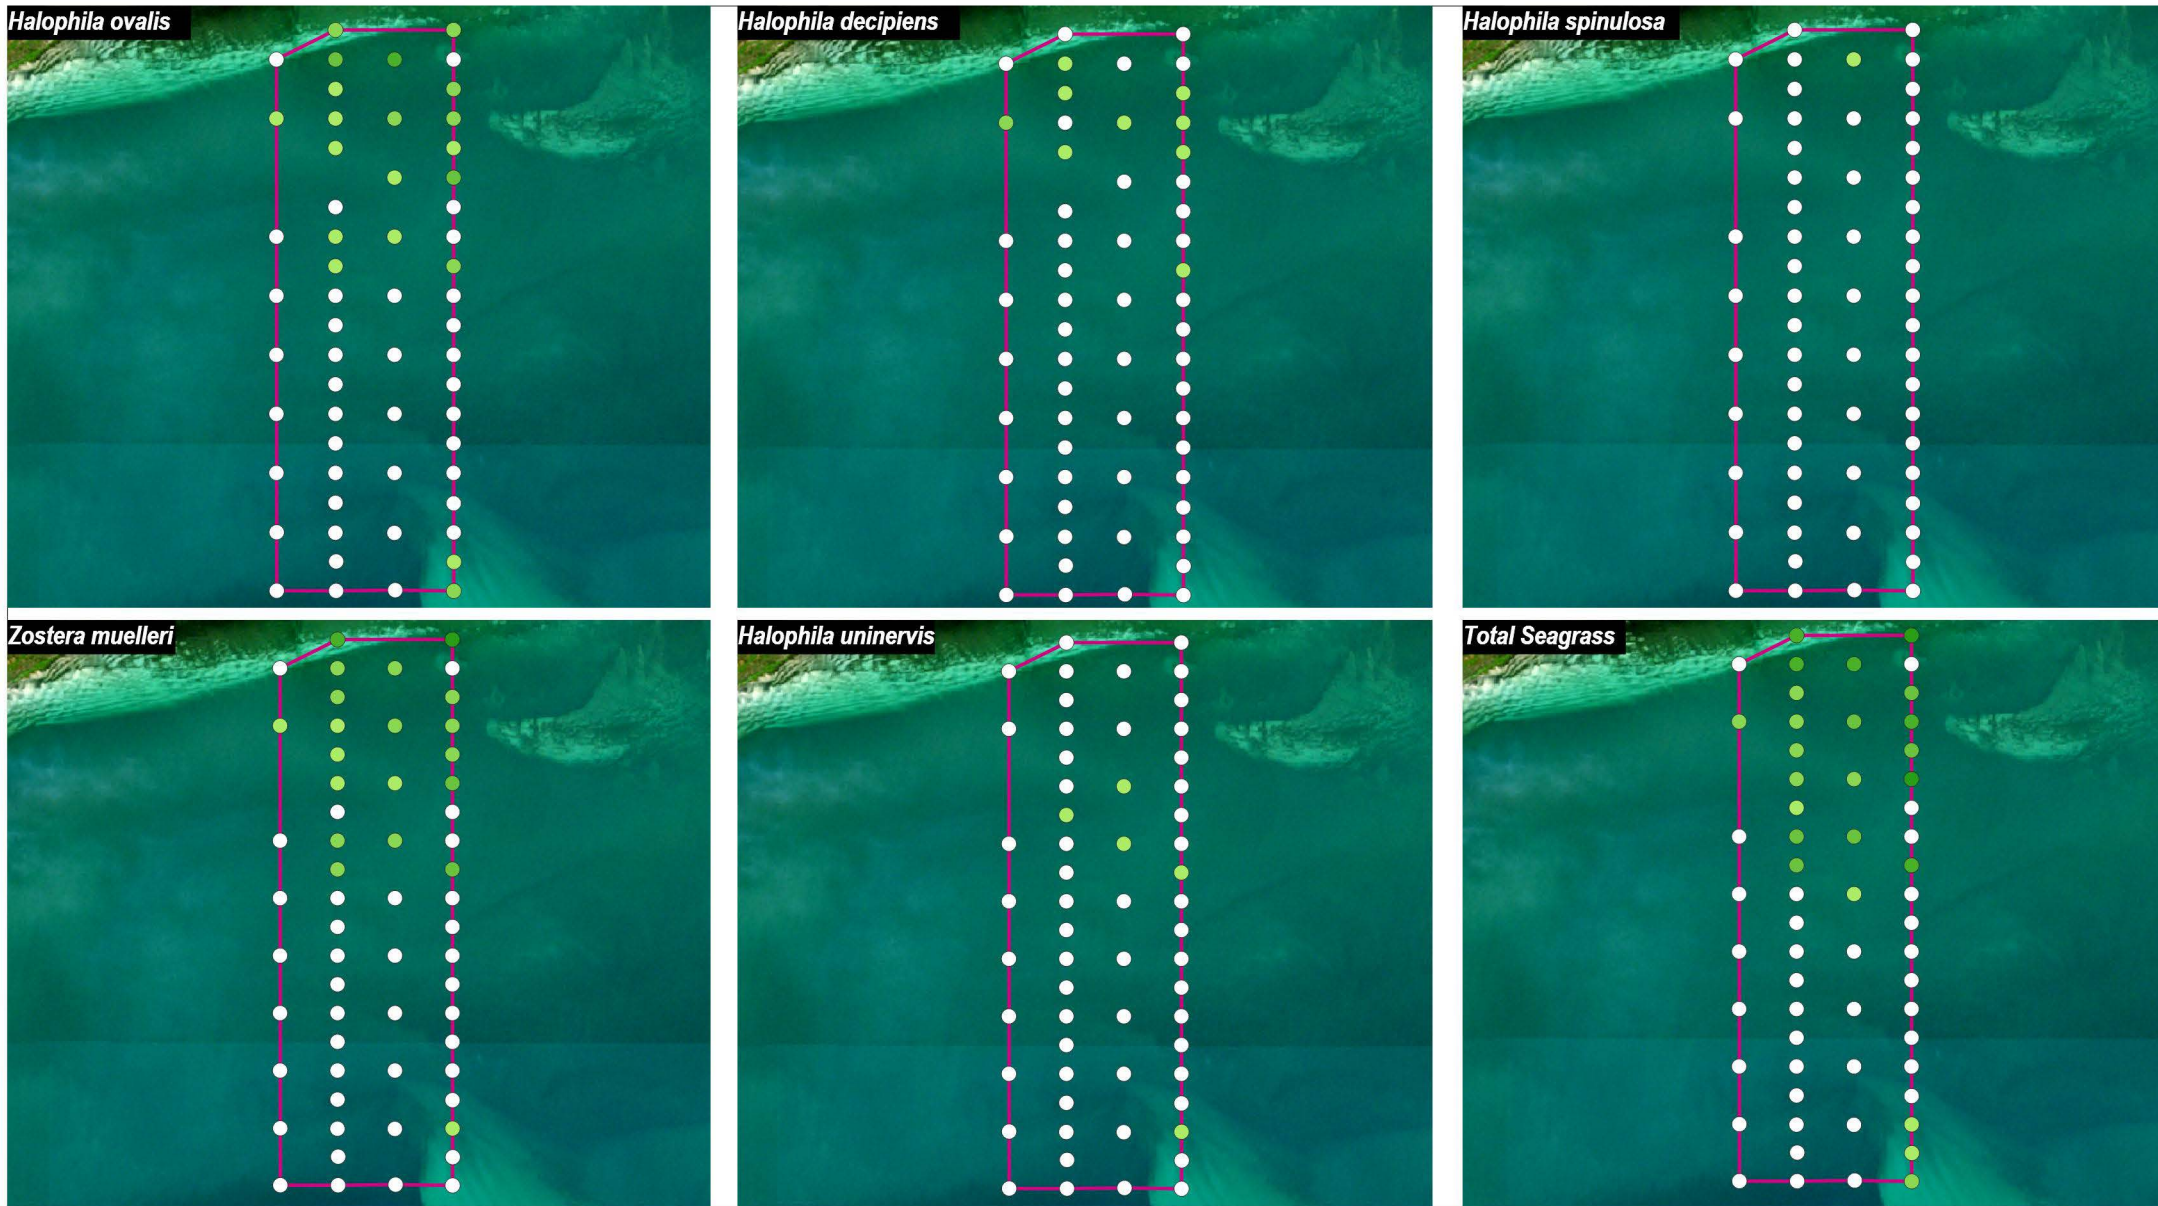 Halophila ovalis
Halophila decipiens
Halophila spinulosa
Zostera muelleri
Halophila uninervis
Total Seagrass